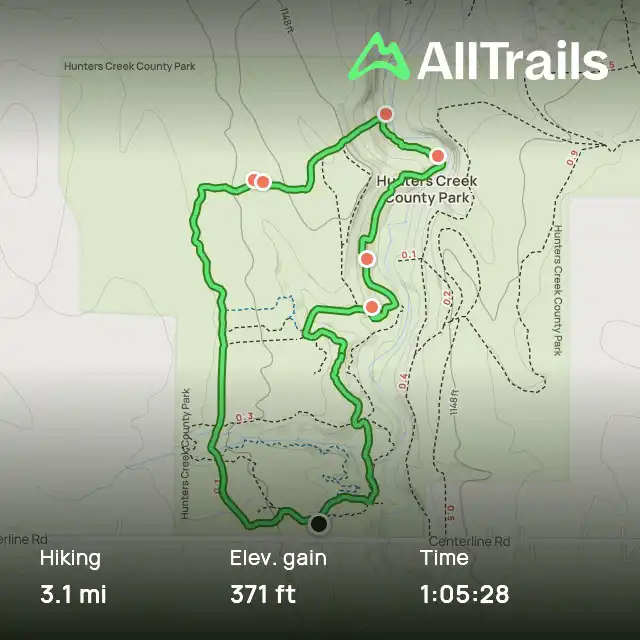 Hunters Creek County Park
1148 ft
AllTrails
5
0.9
Hunters Creek
County Park
Hunters Creek County Park
0.1
0.2
0.4
1148 ft
0.3
Hunters Creek County Park
0.1
0.5
erline Rd
Centerline Rd
Hiking
Elev. gain
Time
3.1 mi
371 ft
1:05:28